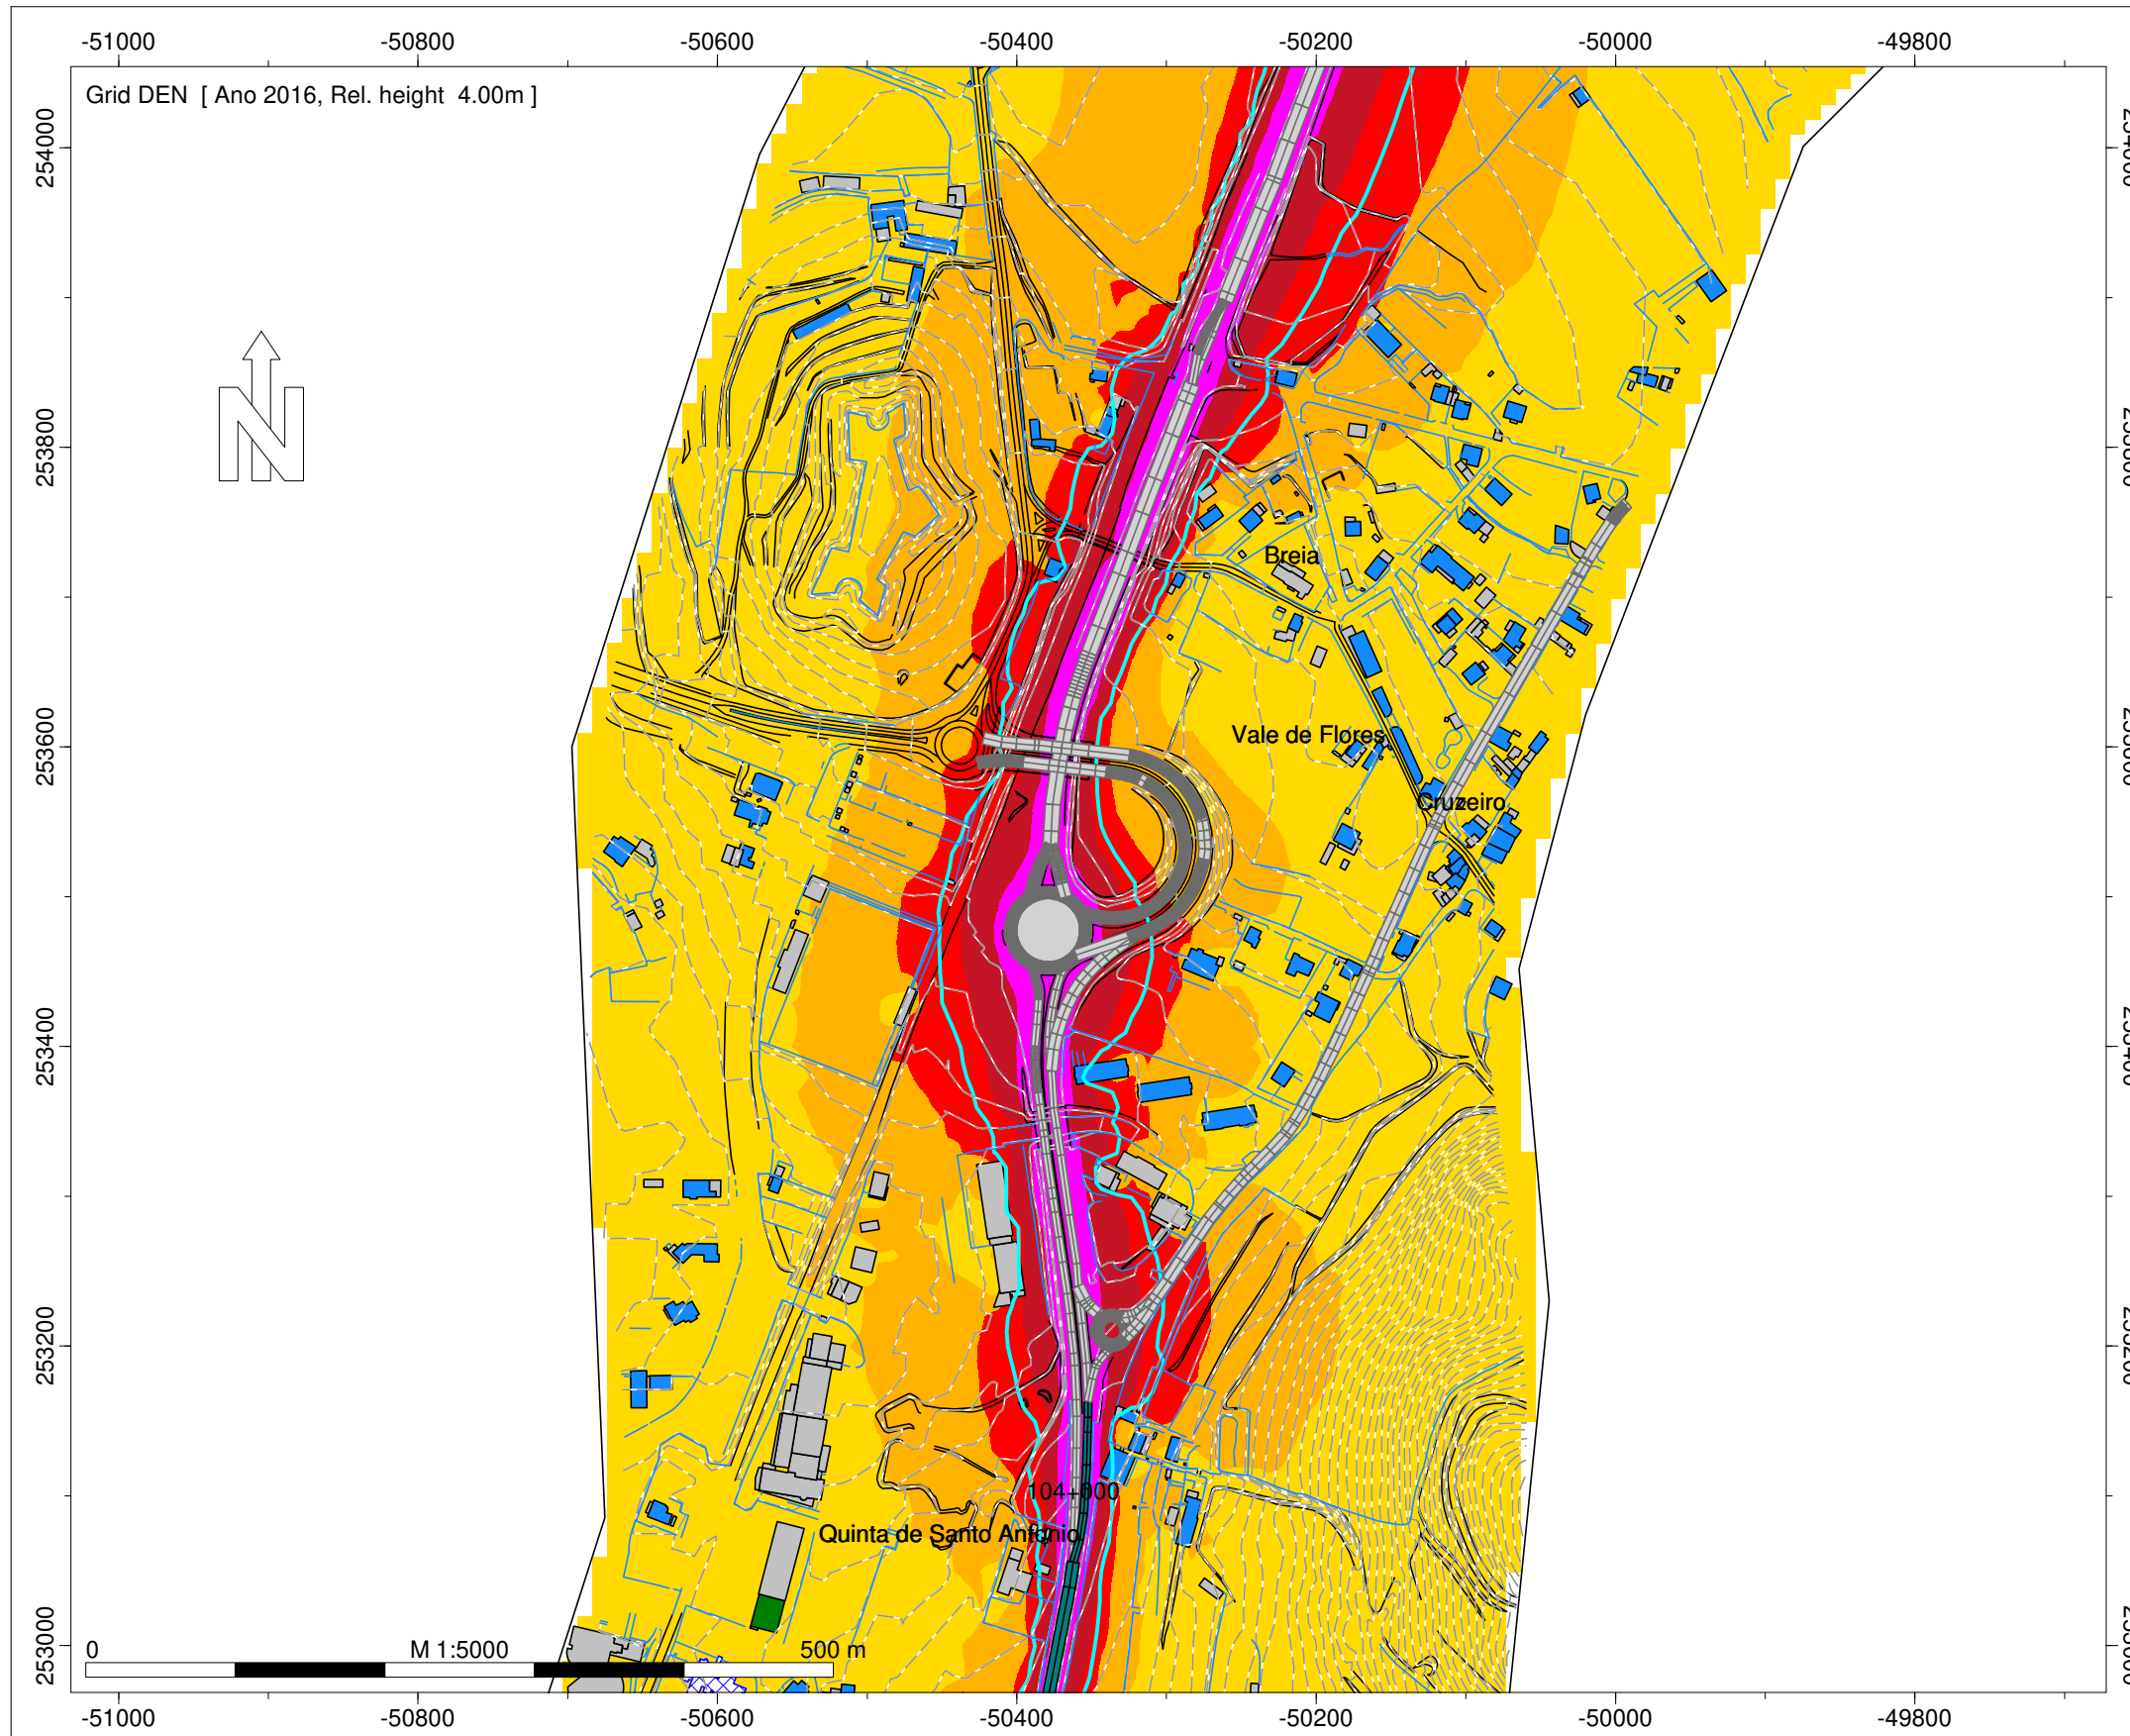 -51000 -50800 -50600 -50400 -50200 -50000 -49800
Grid DEN [ Ano 2016, Rel. height 4.00m ]
254000
253800
253600
253400
253200
253000
N
Breia
Vale de Flores
Cruzeiro
104+000
Quinta de Santo António
0 M 1:5000 500 m
-51000 -50800 -50600 -50400 -50200 -50000 -49800